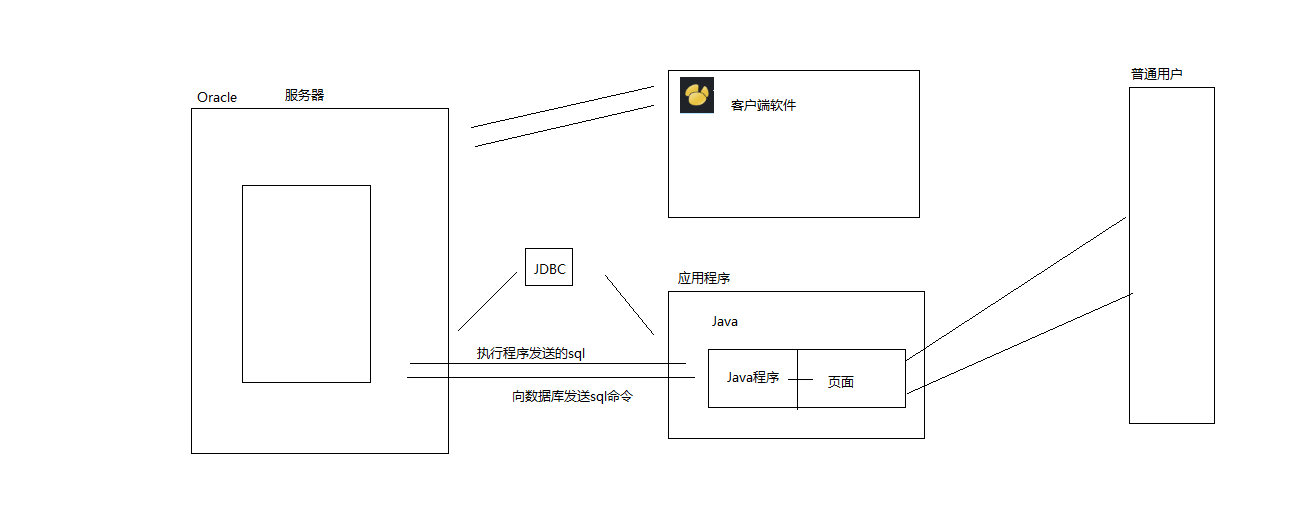 普通用户
Oracle
服务器
客户端软件
JDBC
应用程序
Java
执行程序发送的sql
Java程序
页面
向数据库发送sql命令